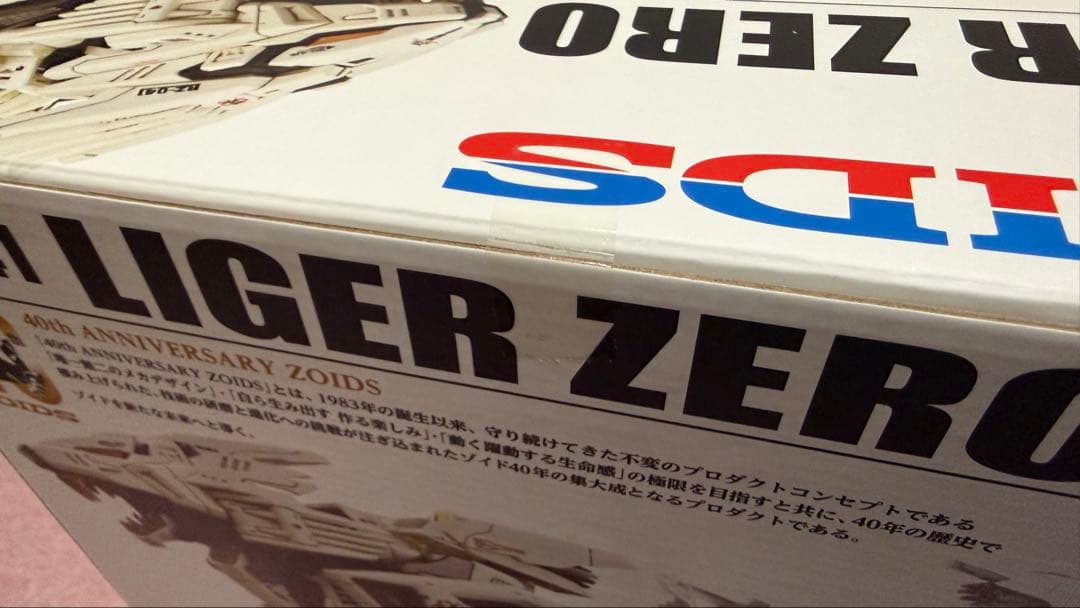 R ZERO
IDS
RZ-041
41 LIGER ZERO
40th ANNIVERSARY ZOIDS
「40th ANNIVERSARY ZOIDS」とは、1983年の誕生以来、守り続けてきた不変のプロダクトコンセプトである
のメカデザイン」・「自ら生み出す 作る楽しみ」・「動く躍動する生命感」の極限を目指すと共に、40年の歴史で
積み上げられた、技術の研磨と進化への挑戦が注ぎ込まれたゾイド40年の集大成となるプロダクトである。
ゾイドを新たな未来へと導く、
OIDS